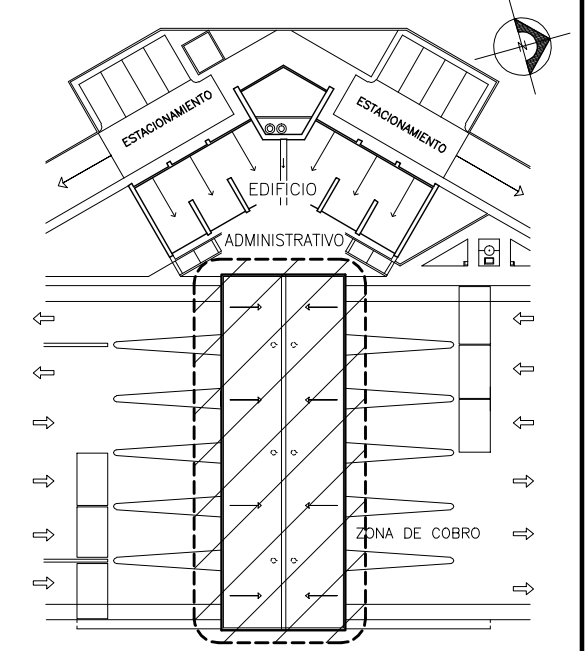 N
ESTACIONAMIENTO
ESTACIONAMIENTO
EDIFICIO
ADMINISTRATIVO
ZONA DE COBRO